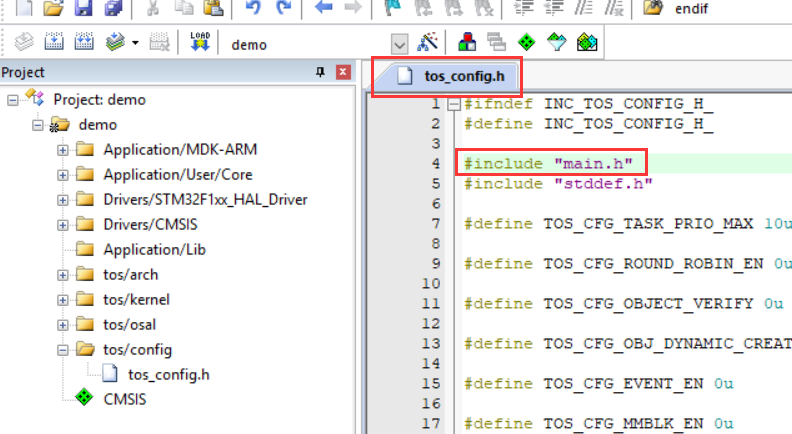 endif
LOAD
demo
Project
tos_config.h
Project: demo
demo
Application/MDK-ARM
Application/User/Core
Drivers/STM32F1xx_HAL_Driver
Drivers/CMSIS
Application/Lib
tos/arch
tos/kernel
tos/osal
tos/config
tos_config.h
CMSIS
1 #ifndef INC_TOS_CONFIG_H_
2 #define INC_TOS_CONFIG_H_
3
4 #include "main.h"
5 #include "stddef.h"
6
7 #define TOS_CFG_TASK_PRIO_MAX 10u
8
9 #define TOS_CFG_ROUND_ROBIN_EN 0u
10
11 #define TOS_CFG_OBJECT_VERIFY 0u
12
13 #define TOS_CFG_OBJ_DYNAMIC_CREAT
14
15 #define TOS_CFG_EVENT_EN 0u
16
17 #define TOS_CFG_MMBLK_EN 0u